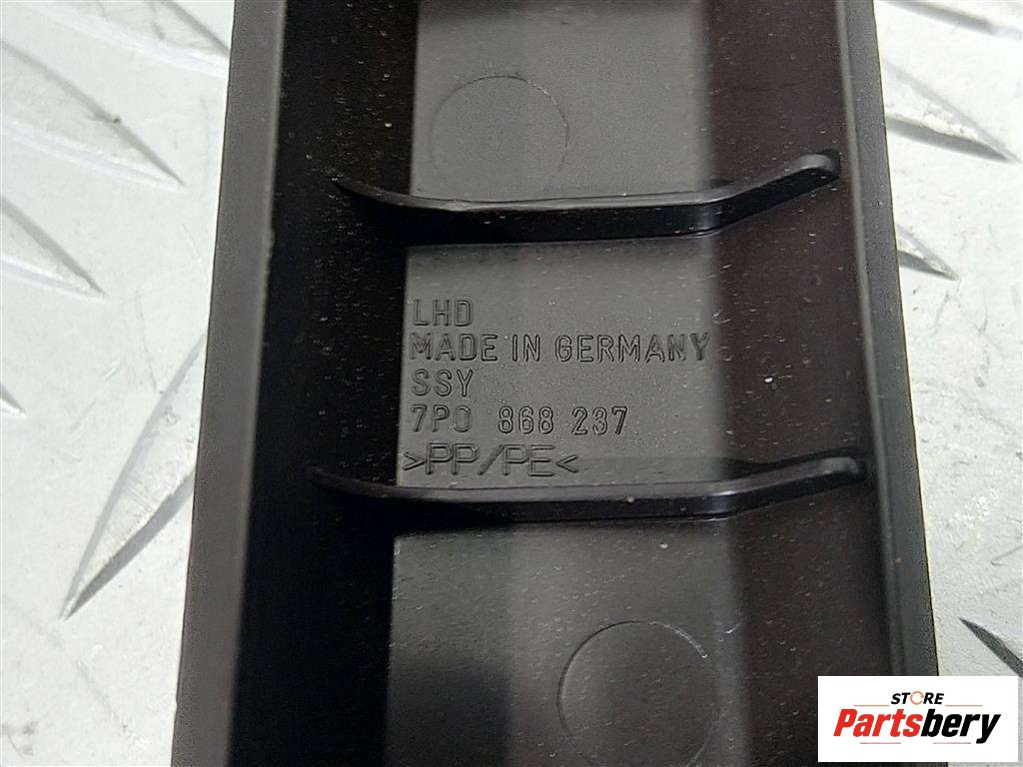 LHD
MADE IN GERMANY
SSY
7P0 868 237
>PP/PE<
STORE
Partsbery